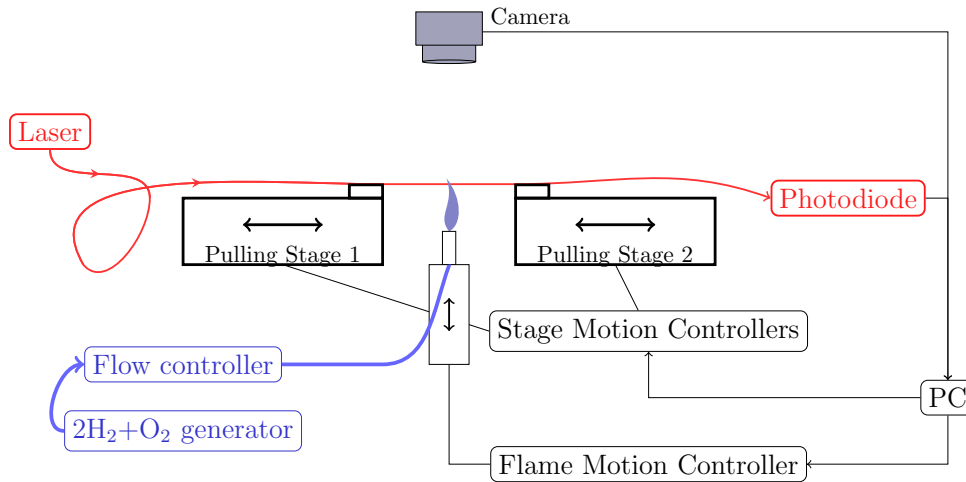 Camera
Laser
Photodiode
Pulling Stage 1
Pulling Stage 2
Stage Motion Controllers
Flow controller
PC
2H₂+O₂ generator
Flame Motion Controller